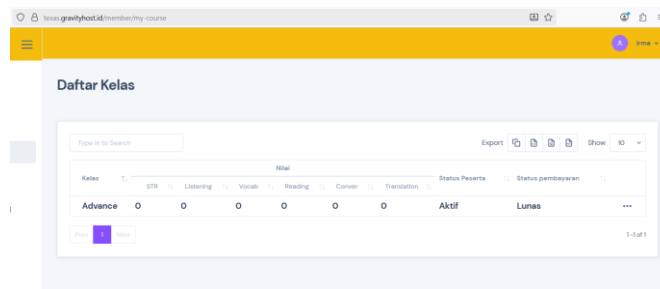 texas.gravityhost.id/member/my-course
Irma
Daftar Kelas
Type in to Search
Export
Show 10
Nilai
Kelas
Status Peserta
Status pembayaran
STR Listening Vocab Reading Conver Translation
Advance 0 0 0 0 0 0 Aktif Lunas
Prev 1 Next
1 - 1 of 1